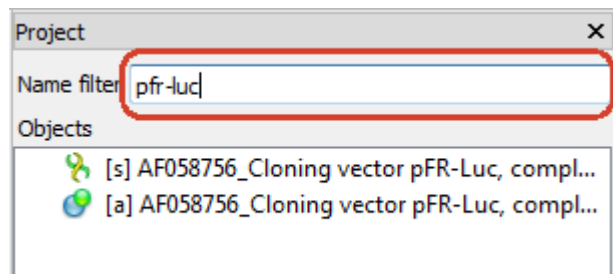 Project
Name filter pfr-luc
Objects
[s] AF058756_Cloning vector pFR-Luc, compl...
[a] AF058756_Cloning vector pFR-Luc, compl...